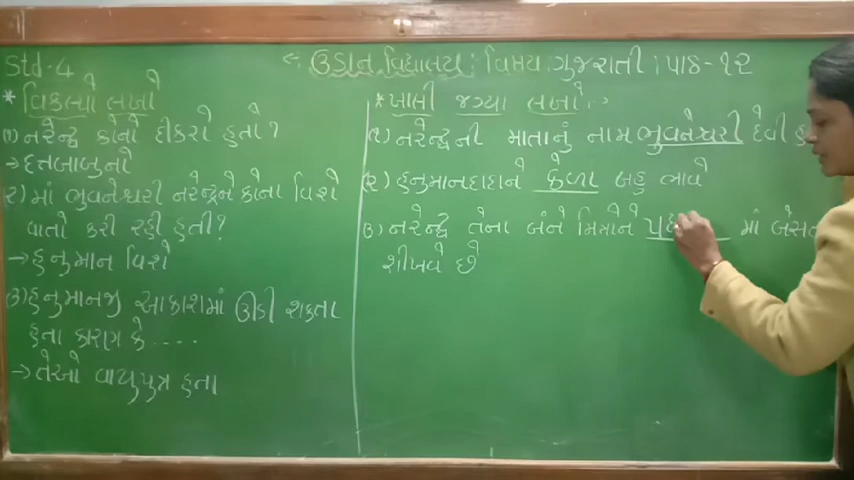 Std-4
ઉડાન વિદ્યાલય : વિષય : ગુજરાતી : પાઠ-૧૨
* વિકલ્પો લખો
(૧) નરેન્દ્ર કોનો દીકરો હતો?
→ દત્તબાબુનો
(૨) માં ભુવનેશ્વરી નરેન્દ્રને કોના વિશે
વાતો કરી રહી હતી?
→ હનુમાન વિશે
(૩) હનુમાનજી આકાશમાં ઊડી શકતા
હતા કારણ કે ....
→ તેઓ વાયુપુત્ર હતા
* ખાલી જગ્યા લખો :-
(૧) નરેન્દ્રની માતાનું નામ ભુવનેશ્વરી દેવી હ
(૨) હનુમાનદાદાને કેળા બહુ ભાવે
(૩) નરેન્દ્ર તેના બંને મિત્રોને માં બેસત
શીખવે છે